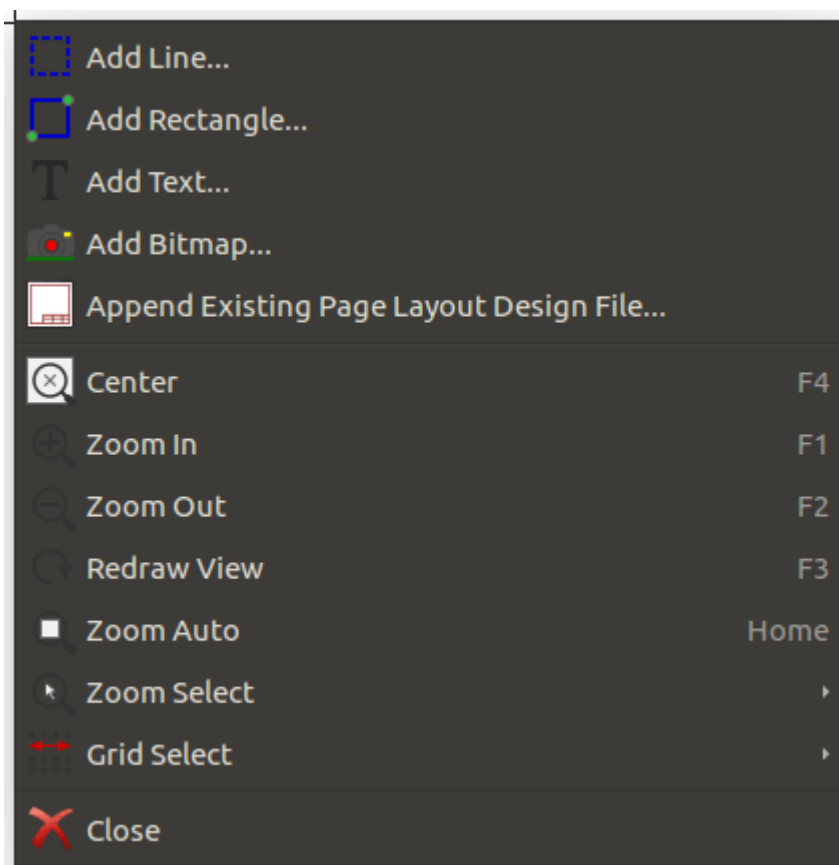 Add Line...
Add Rectangle...
T Add Text...
Add Bitmap...
Append Existing Page Layout Design File...
Center F4
Zoom In F1
Zoom Out F2
Redraw View F3
Zoom Auto Home
Zoom Select
Grid Select
Close